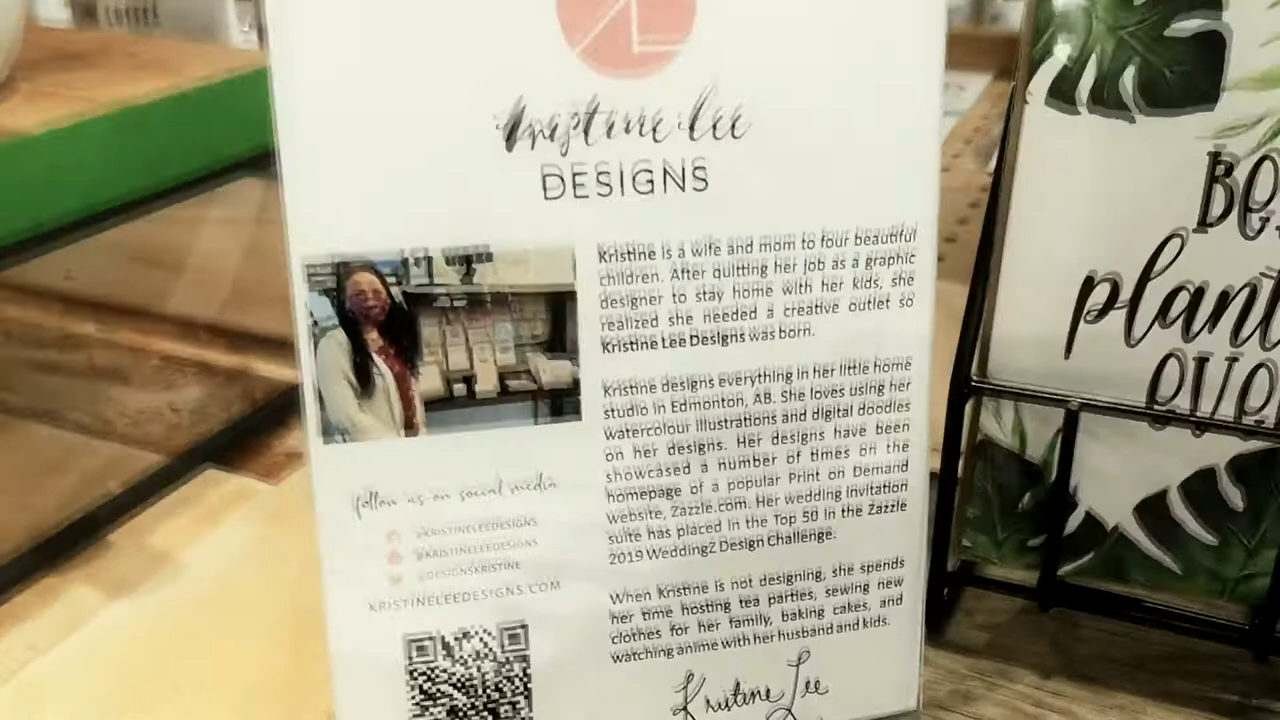 COFFEE
Kristine Lee
DESIGNS
Kristine is a wife and mom to four beautiful
children. After quitting her job as a graphic
designer to stay home with her kids, she
realized she needed a creative outlet so
Kristine Lee Designs was born.
Kristine designs everything in her little home
studio in Edmonton, AB. She loves using her
watercolour illustrations and digital doodles
on her designs. Her designs have been
showcased a number of times on the
homepage of a popular Print on Demand
website, Zazzle.com. Her wedding invitation
suite has placed in the Top 50 in the Zazzle
2019 WeddingZ Design Challenge.
When Kristine is not designing, she spends
her time hosting tea parties, sewing new
clothes for her family, baking cakes, and
watching anime with her husband and kids.
Kristine Lee
follow us on social media
@KRISTINELEEDESIGNS
@KRISTINELEEDESIGNS
@DESIGNSKRISTINE
KRISTINELEEDESIGNS.COM